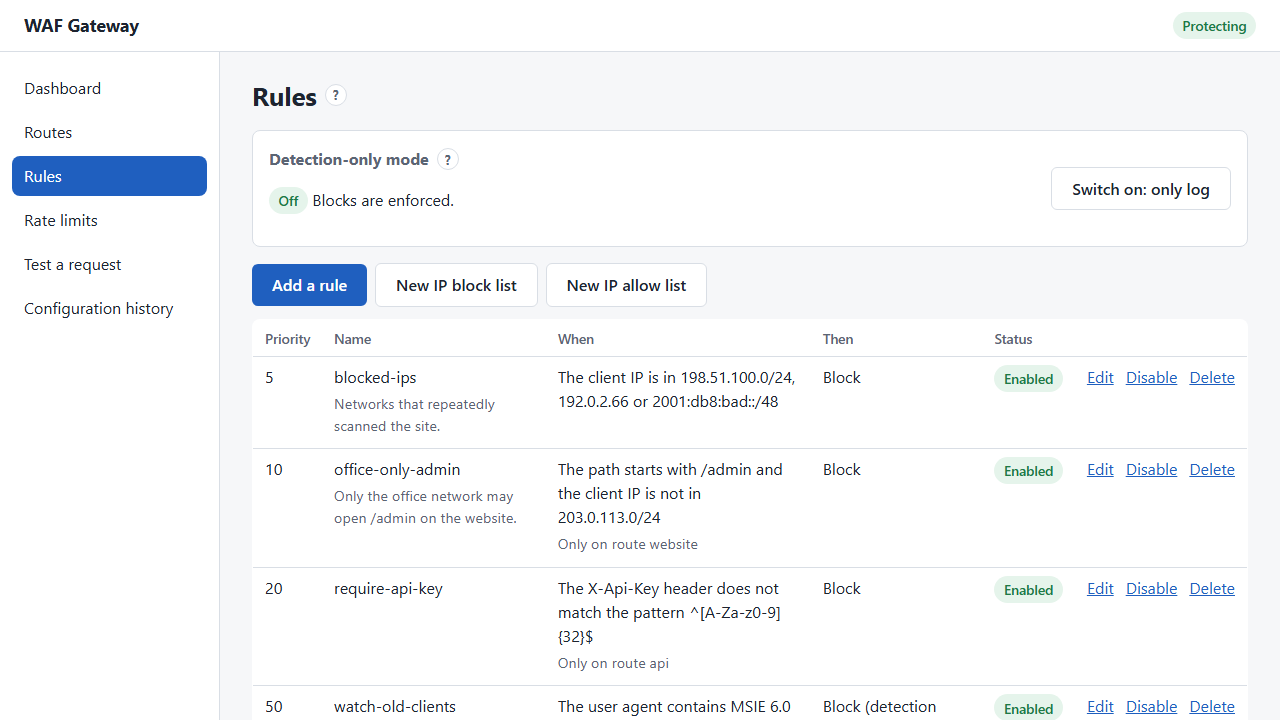 WAF Gateway
Protecting
Dashboard
Routes
Rules
Rate limits
Test a request
Configuration history
Rules ?
Detection-only mode ?
Off Blocks are enforced.
Switch on: only log
Add a rule
New IP block list
New IP allow list
Priority Name When Then Status
5 blocked-ips The client IP is in 198.51.100.0/24, Block Enabled Edit Disable Delete
192.0.2.66 or 2001:db8:bad::/48
Networks that repeatedly
scanned the site.
10 office-only-admin The path starts with /admin and Block Enabled Edit Disable Delete
the client IP is not in
Only the office network may
open /admin on the website.
203.0.113.0/24
Only on route website
20 require-api-key The X-Api-Key header does not Block Enabled Edit Disable Delete
match the pattern ^[A-Za-z0-9]
{32}$
Only on route api
50 watch-old-clients The user agent contains MSIE 6.0 Block (detection Enabled Edit Disable Delete